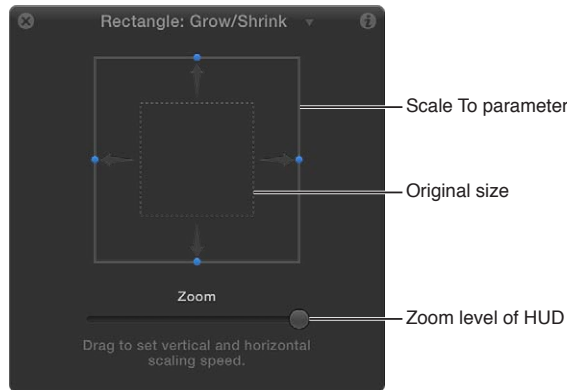 Rectangle: Grow/Shrink
Scale To parameter
Original size
Zoom
Zoom level of HUD
Drag to set vertical and horizontal
scaling speed.